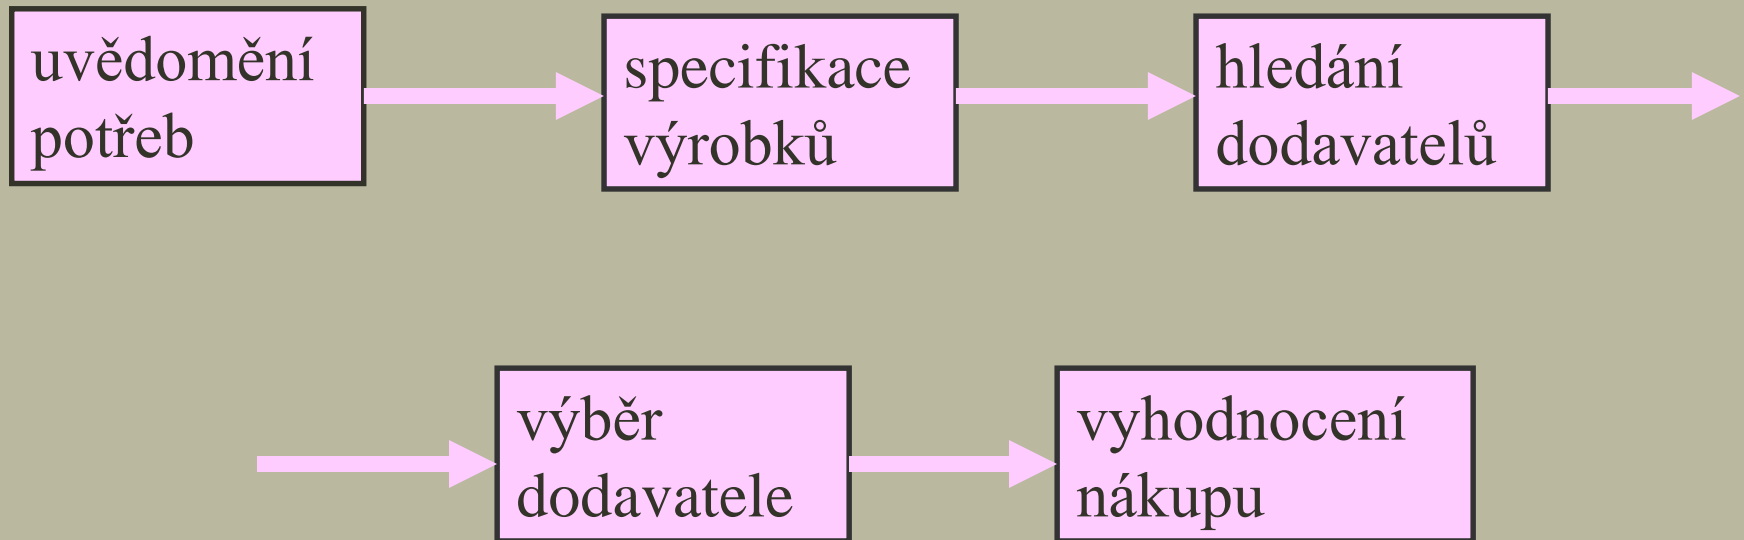 uvědomění
potřeb
specifikace
výrobků
hledání
dodavatelů
výběr
dodavatele
vyhodnocení
nákupu